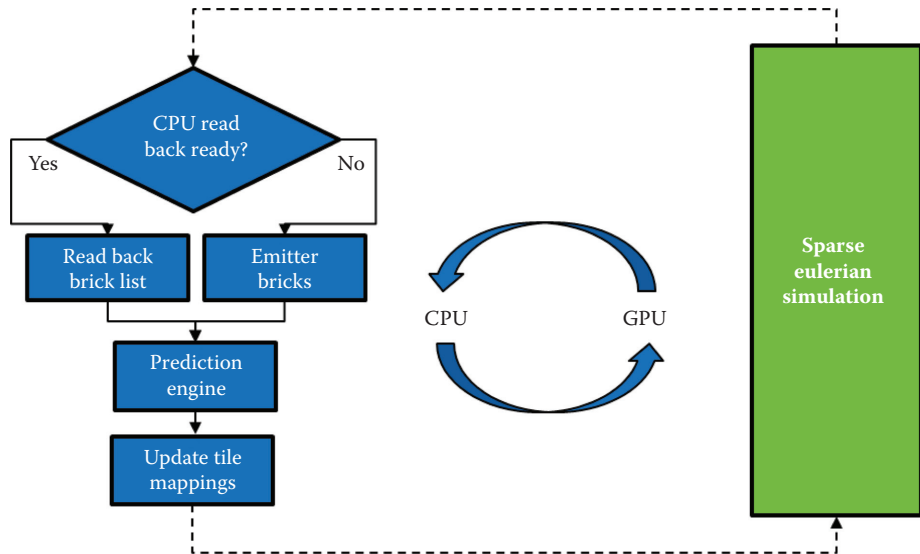 CPU read
back ready?
Yes
No
Read back
brick list
Emitter
bricks
Prediction
engine
Update tile
mappings
CPU
GPU
Sparse
eulerian
simulation